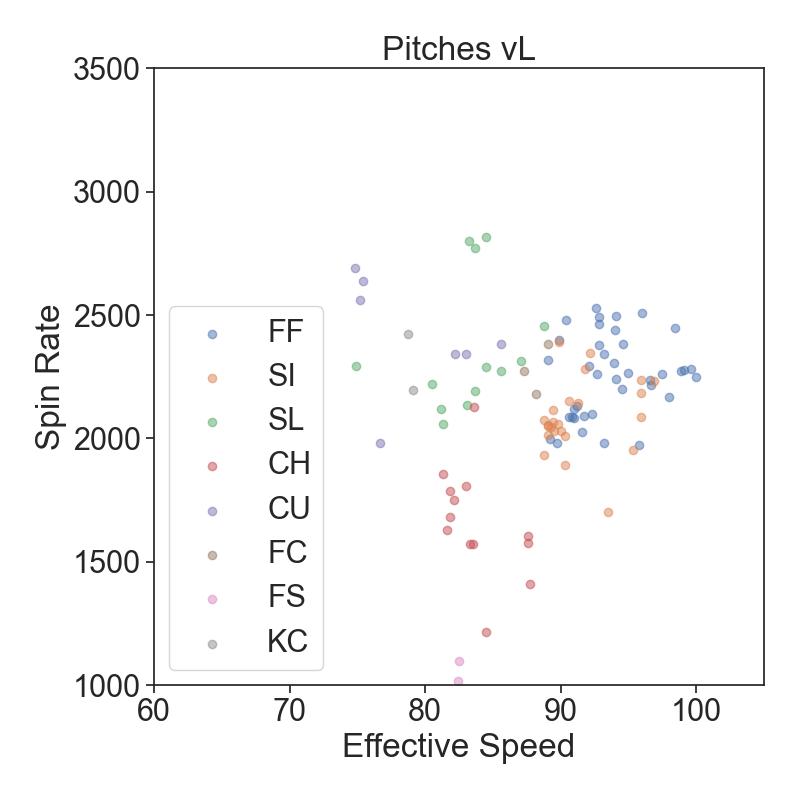 Pitches vL
3500
3000
2500
2000
1500
1000
Spin Rate
FF
SI
SL
CH
CU
FC
FS
KC
60 70 80 90 100
Effective Speed